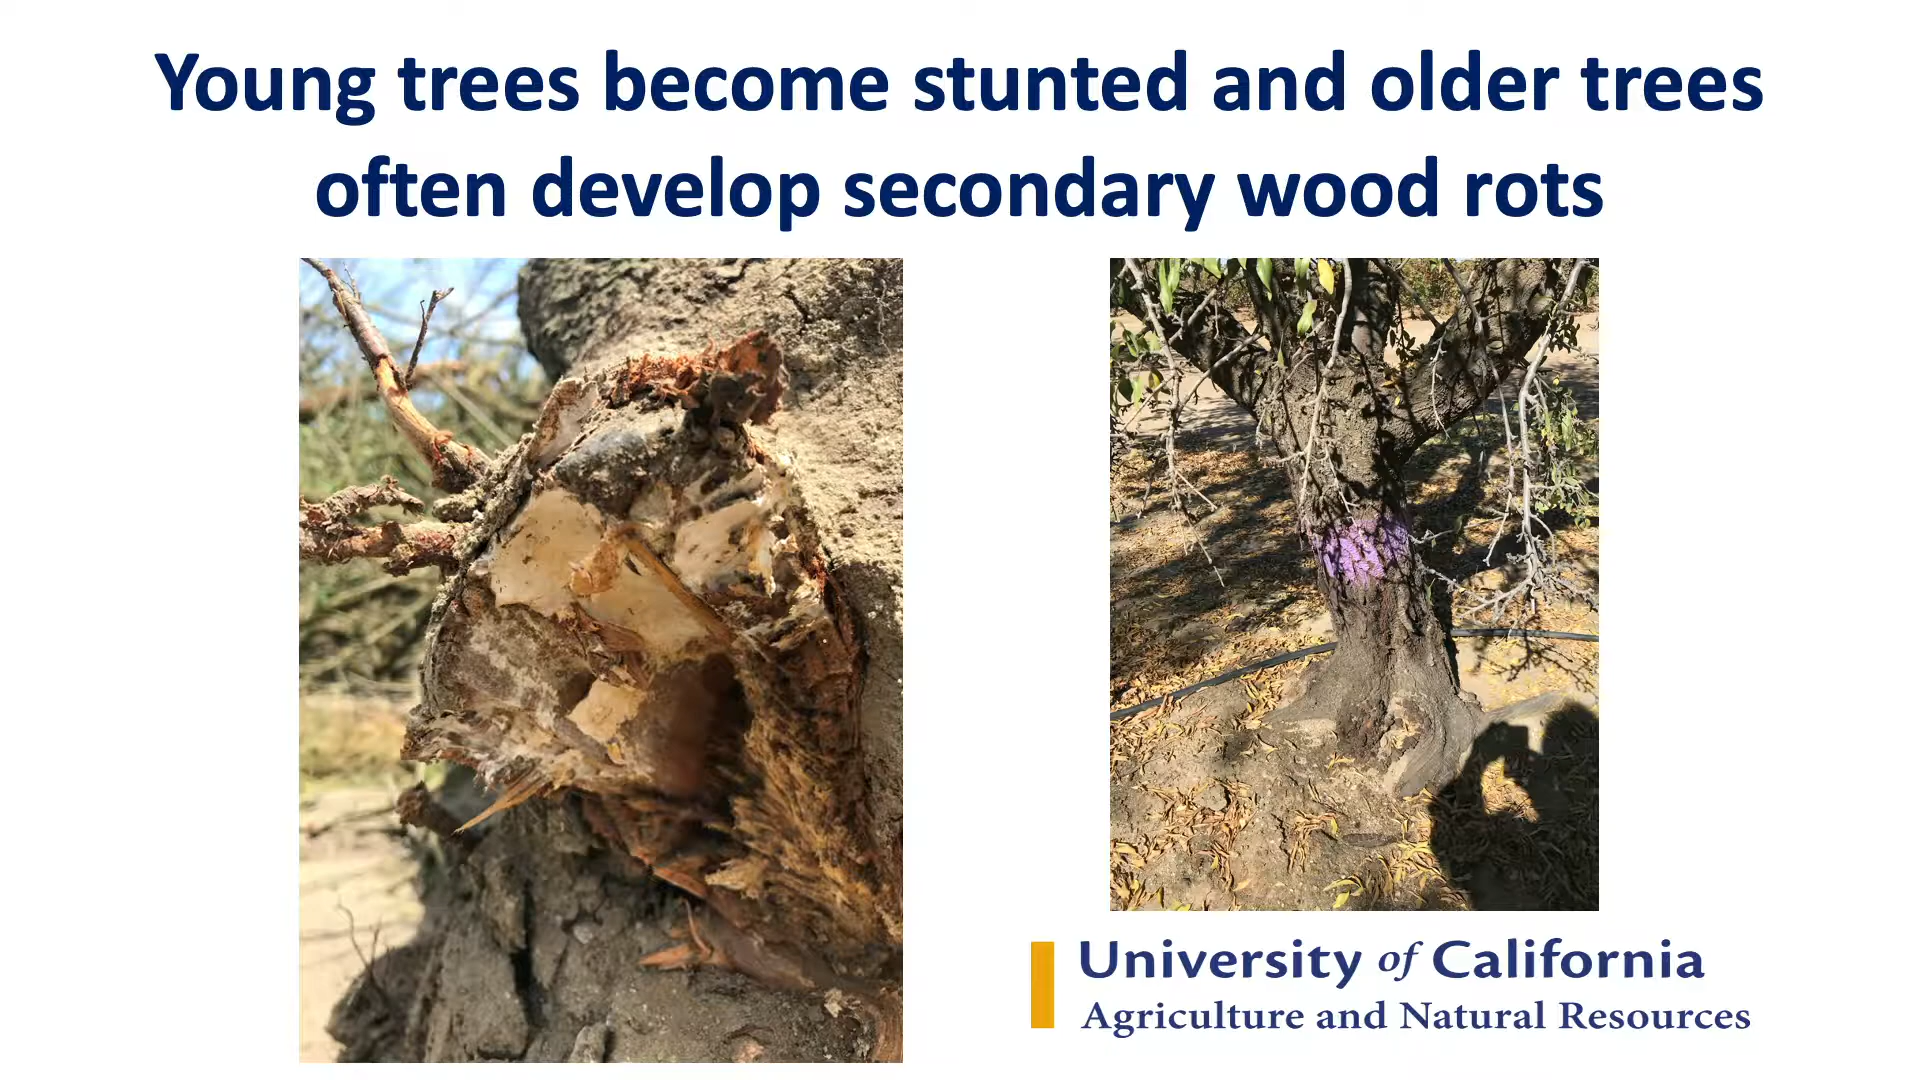 Young trees become stunted and older trees
often develop secondary wood rots
University of California
Agriculture and Natural Resources